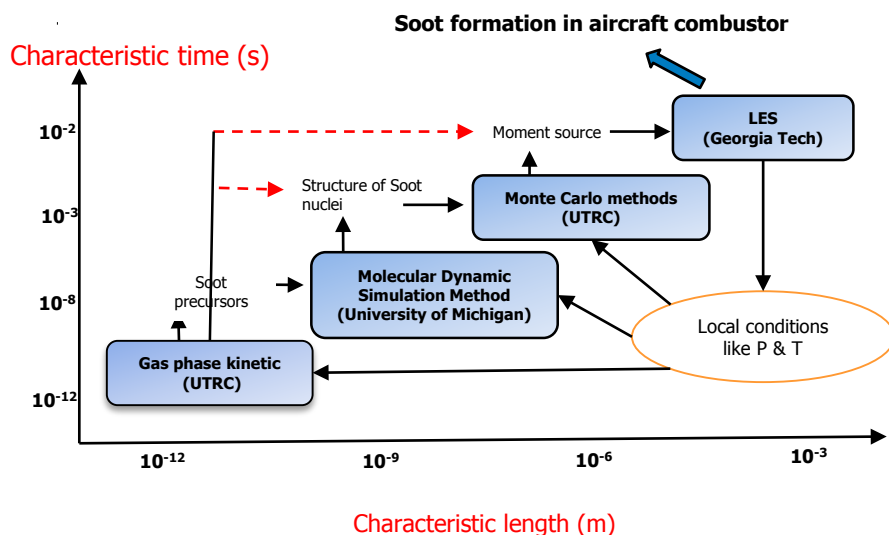 Soot formation in aircraft combustor
Characteristic time (s)
10⁻²
Moment source
LES
(Georgia Tech)
Structure of Soot
nuclei
Monte Carlo methods
(UTRC)
10⁻³
Soot
precursors
Molecular Dynamic
Simulation Method
(University of Michigan)
10⁻⁸
Local conditions
like P & T
Gas phase kinetic
(UTRC)
10⁻¹²
10⁻¹²
10⁻⁹
10⁻⁶
10⁻³
Characteristic length (m)